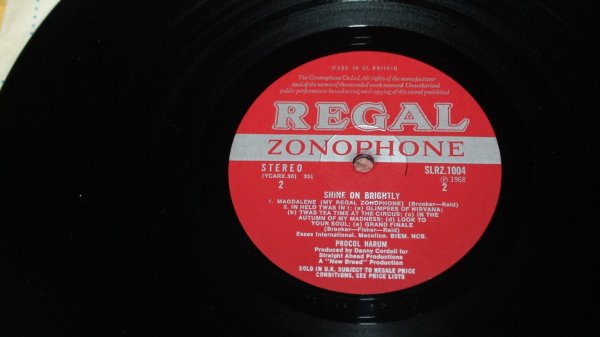 MADE IN GT. BRITAIN
The Gramophone Co. Ltd. All rights of the manufacturer
and of the owner of the recorded work reserved. Unauthorised
public performance broadcasting and copying of this record prohibited.
REGAL
ZONOPHONE
STEREO
(YCARX.50) 33⅓
2
SLRZ.1004
Ⓟ 1968
2
SHINE ON BRIGHTLY
1. MAGDALENE (MY REGAL ZONOPHONE) (Brooker—Reid)
2. IN HELD TWAS IN I: (a) GLIMPSES OF NIRVANA;
(b) TWAS TEA TIME AT THE CIRCUS; (c) IN THE
AUTUMN OF MY MADNESS; (d) LOOK TO
YOUR SOUL; (e) GRAND FINALE
(Brooker—Fisher—Reid)
Essex International. Mecolico. BIEM. NCB.
PROCOL HARUM
Produced by Denny Cordell for
Straight Ahead Productions
A "New Breed" Production
SOLD IN U.K. SUBJECT TO RESALE PRICE
CONDITIONS, SEE PRICE LISTS